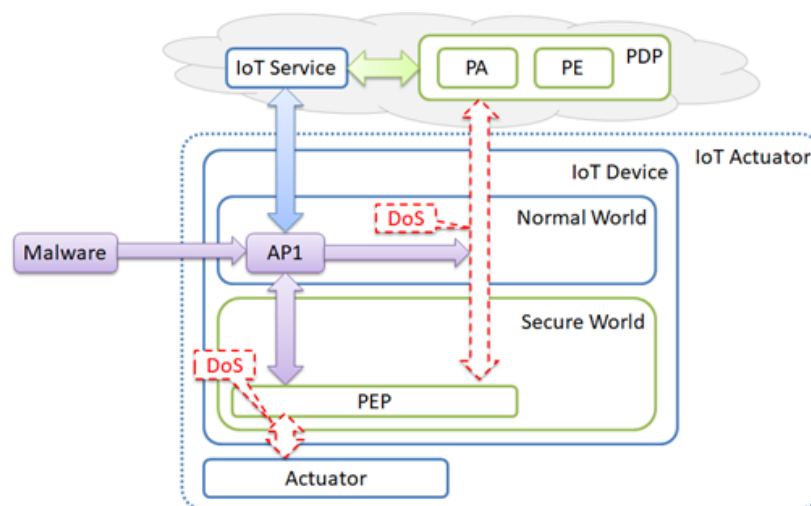 IoT Service
PA
PE
PDP
IoT Actuator
IoT Device
DoS
Normal World
Malware
AP1
Secure World
DoS
PEP
Actuator